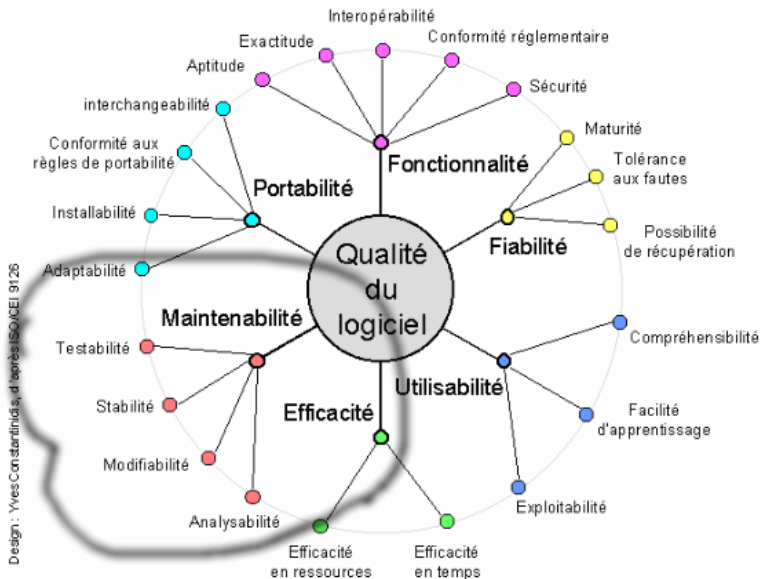 Interopérabilité
Exactitude
Conformité réglementaire
Aptitude
Sécurité
interchangeabilité
Maturité
Conformité aux
règles de portabilité
Fonctionnalité
Tolérance
aux fautes
Portabilité
Installabilité
Fiabilité
Possibilité
de récupération
Qualité
du
logiciel
Adaptabilité
Maintenabilité
Testabilité
Compréhensibilité
Utilisabilité
Efficacité
Stabilité
Facilité
d'apprentissage
Modifiabilité
Analysabilité
Exploitabilité
Efficacité
en ressources
Efficacité
en temps
Design : Yves Constantinidis, d'après ISO/CEI 9126